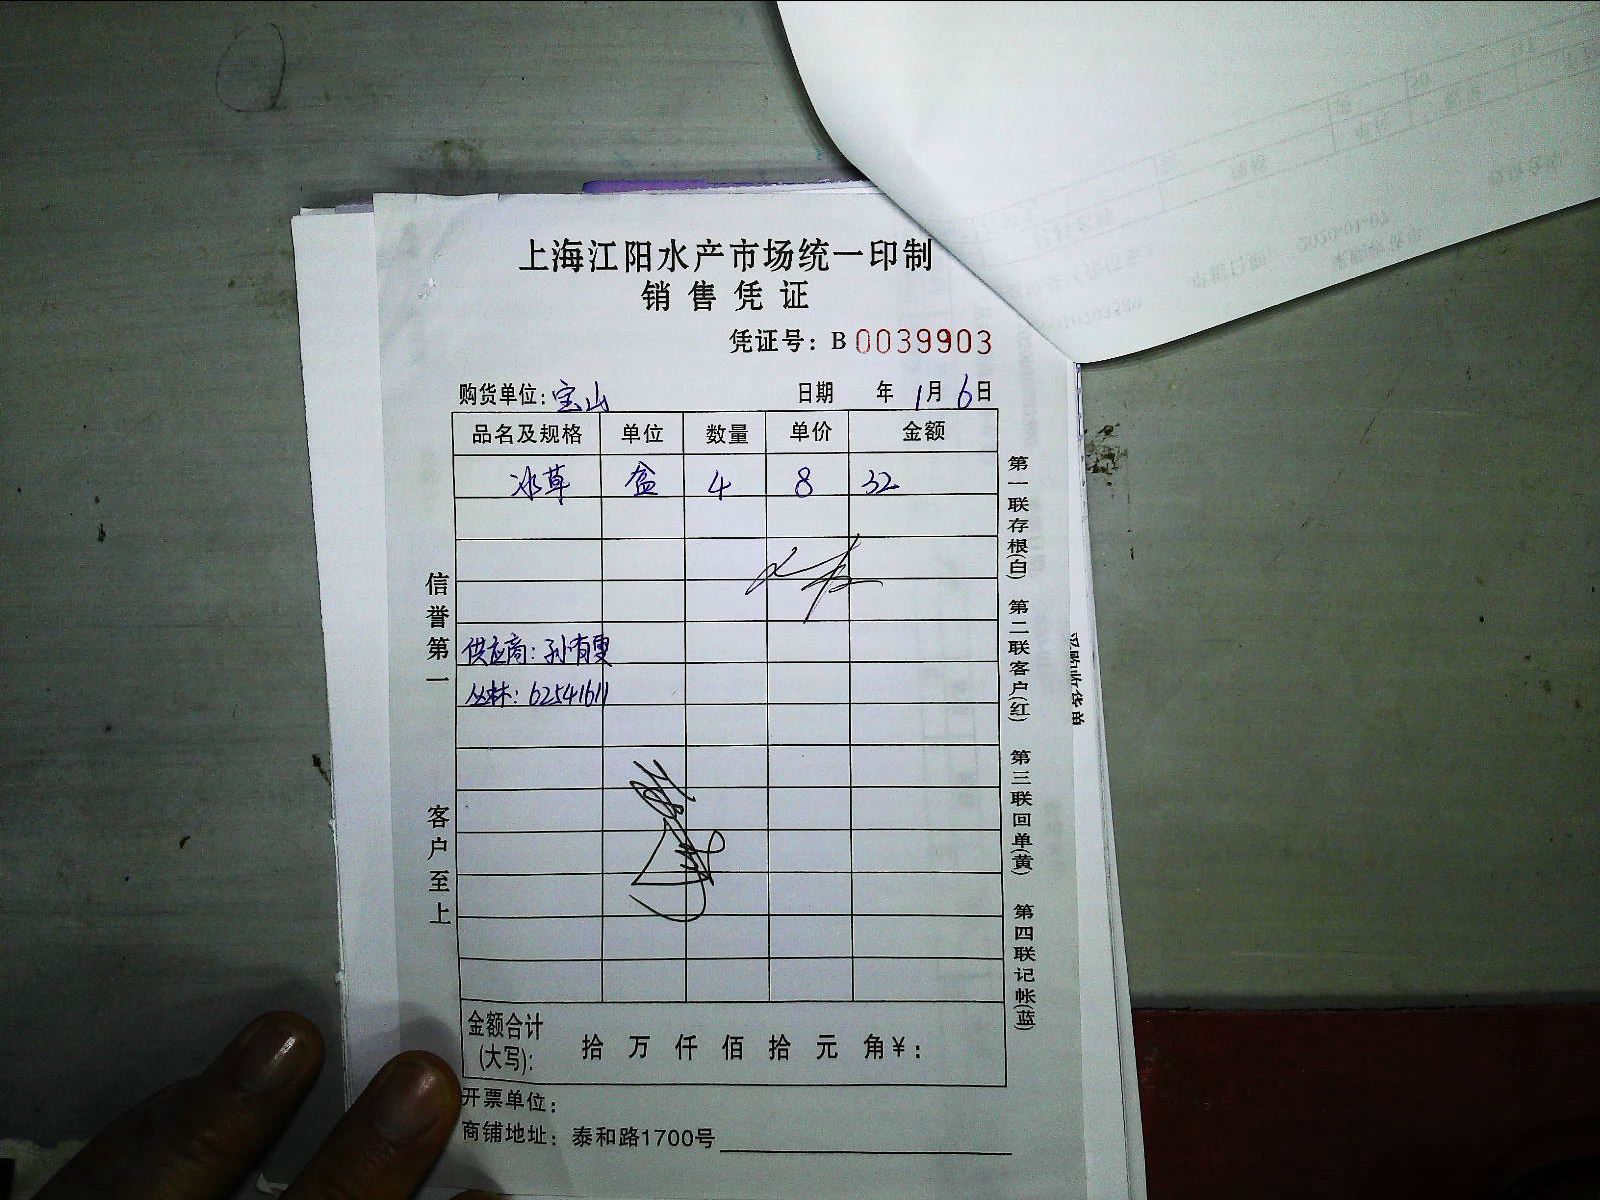 上海江阳水产市场统一印制
销售凭证
凭证号：B 0039903
购货单位：宝山 日期 年 1月 6日
品名及规格 单位 数量 单价 金额
冰草 盒 4 8 32
供应商：孙有更
丛林：62541611
金额合计(大写)： 拾 万 仟 佰 拾 元 角 ¥：
开票单位：
商铺地址：泰和路1700号
信誉第一 客户至上
第一联存根(白) 第二联客户(红) 第三联回单(黄) 第四联记帐(蓝)